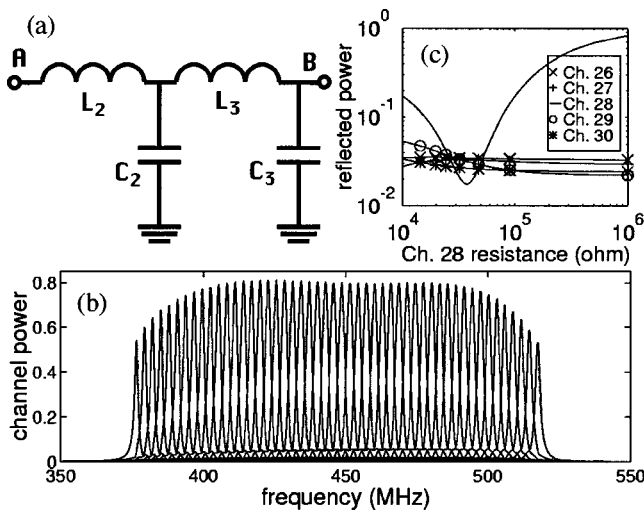 (a)
A
B
L2
L3
C2
C3
(c)
reflected power
10^0
10^-1
10^-2
Ch. 26
Ch. 27
Ch. 28
Ch. 29
Ch. 30
10^4
10^5
10^6
Ch. 28 resistance (ohm)
(b)
channel power
0.8
0.6
0.4
0.2
0
350
400
450
500
550
frequency (MHz)